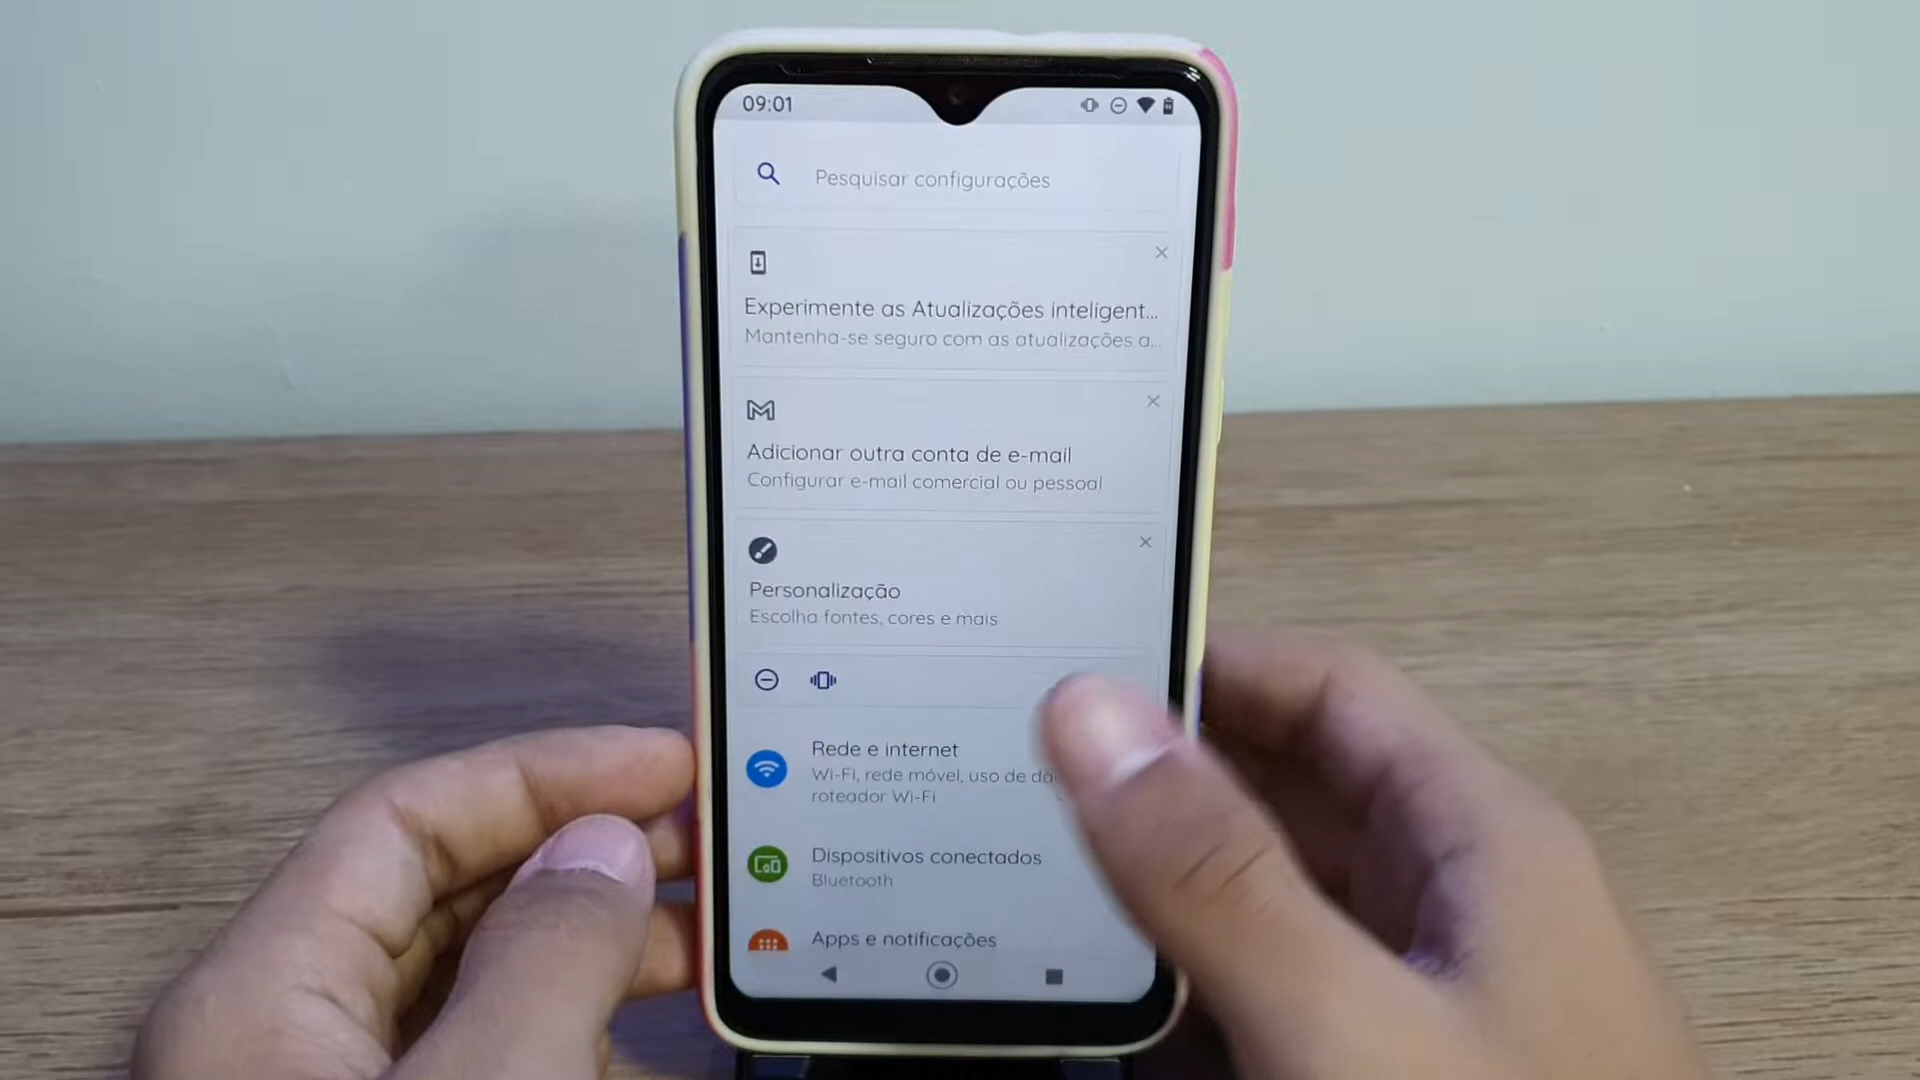 09:01
Pesquisar configurações
Experimente as Atualizações inteligent...
Mantenha-se seguro com as atualizações a...
Adicionar outra conta de e-mail
Configurar e-mail comercial ou pessoal
Personalização
Escolha fontes, cores e mais
Rede e internet
Wi-Fi, rede móvel, uso de da
roteador Wi-Fi
Dispositivos conectados
Bluetooth
Apps e notificações